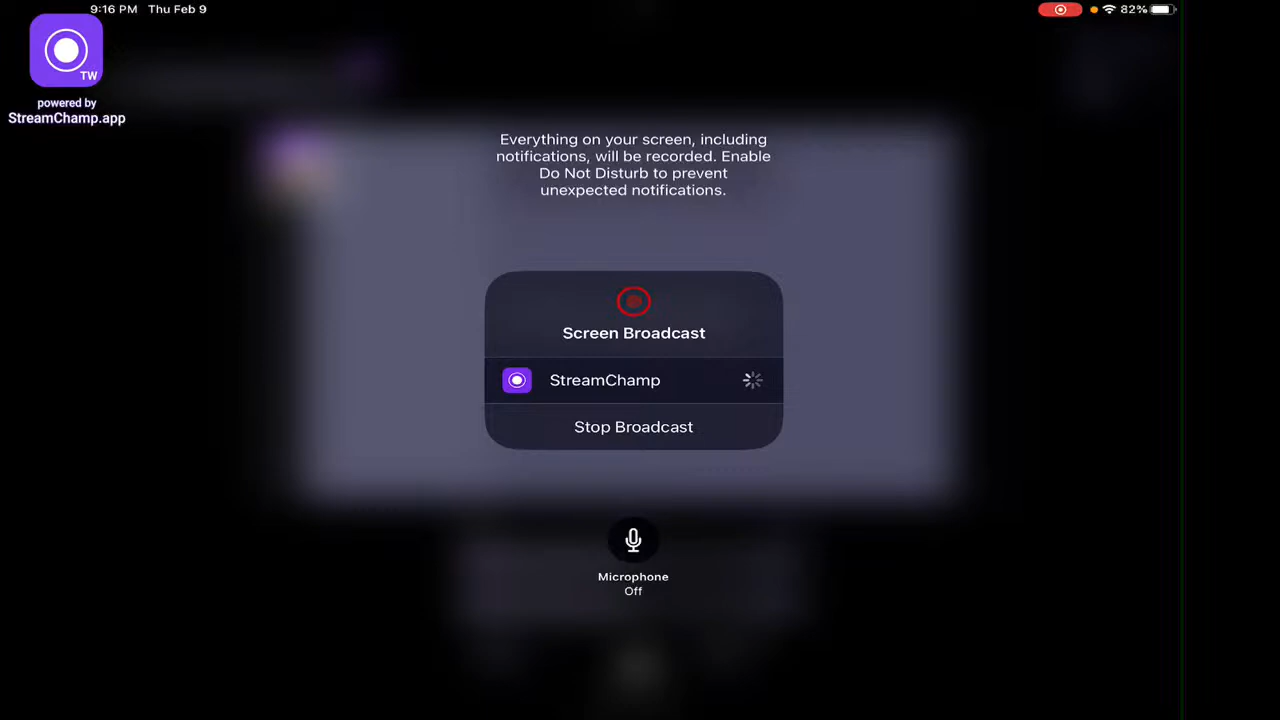 9:16 PM Thu Feb 9
82%
TW
powered by
StreamChamp.app
Everything on your screen, including
notifications, will be recorded. Enable
Do Not Disturb to prevent
unexpected notifications.
Screen Broadcast
StreamChamp
Stop Broadcast
Microphone
Off